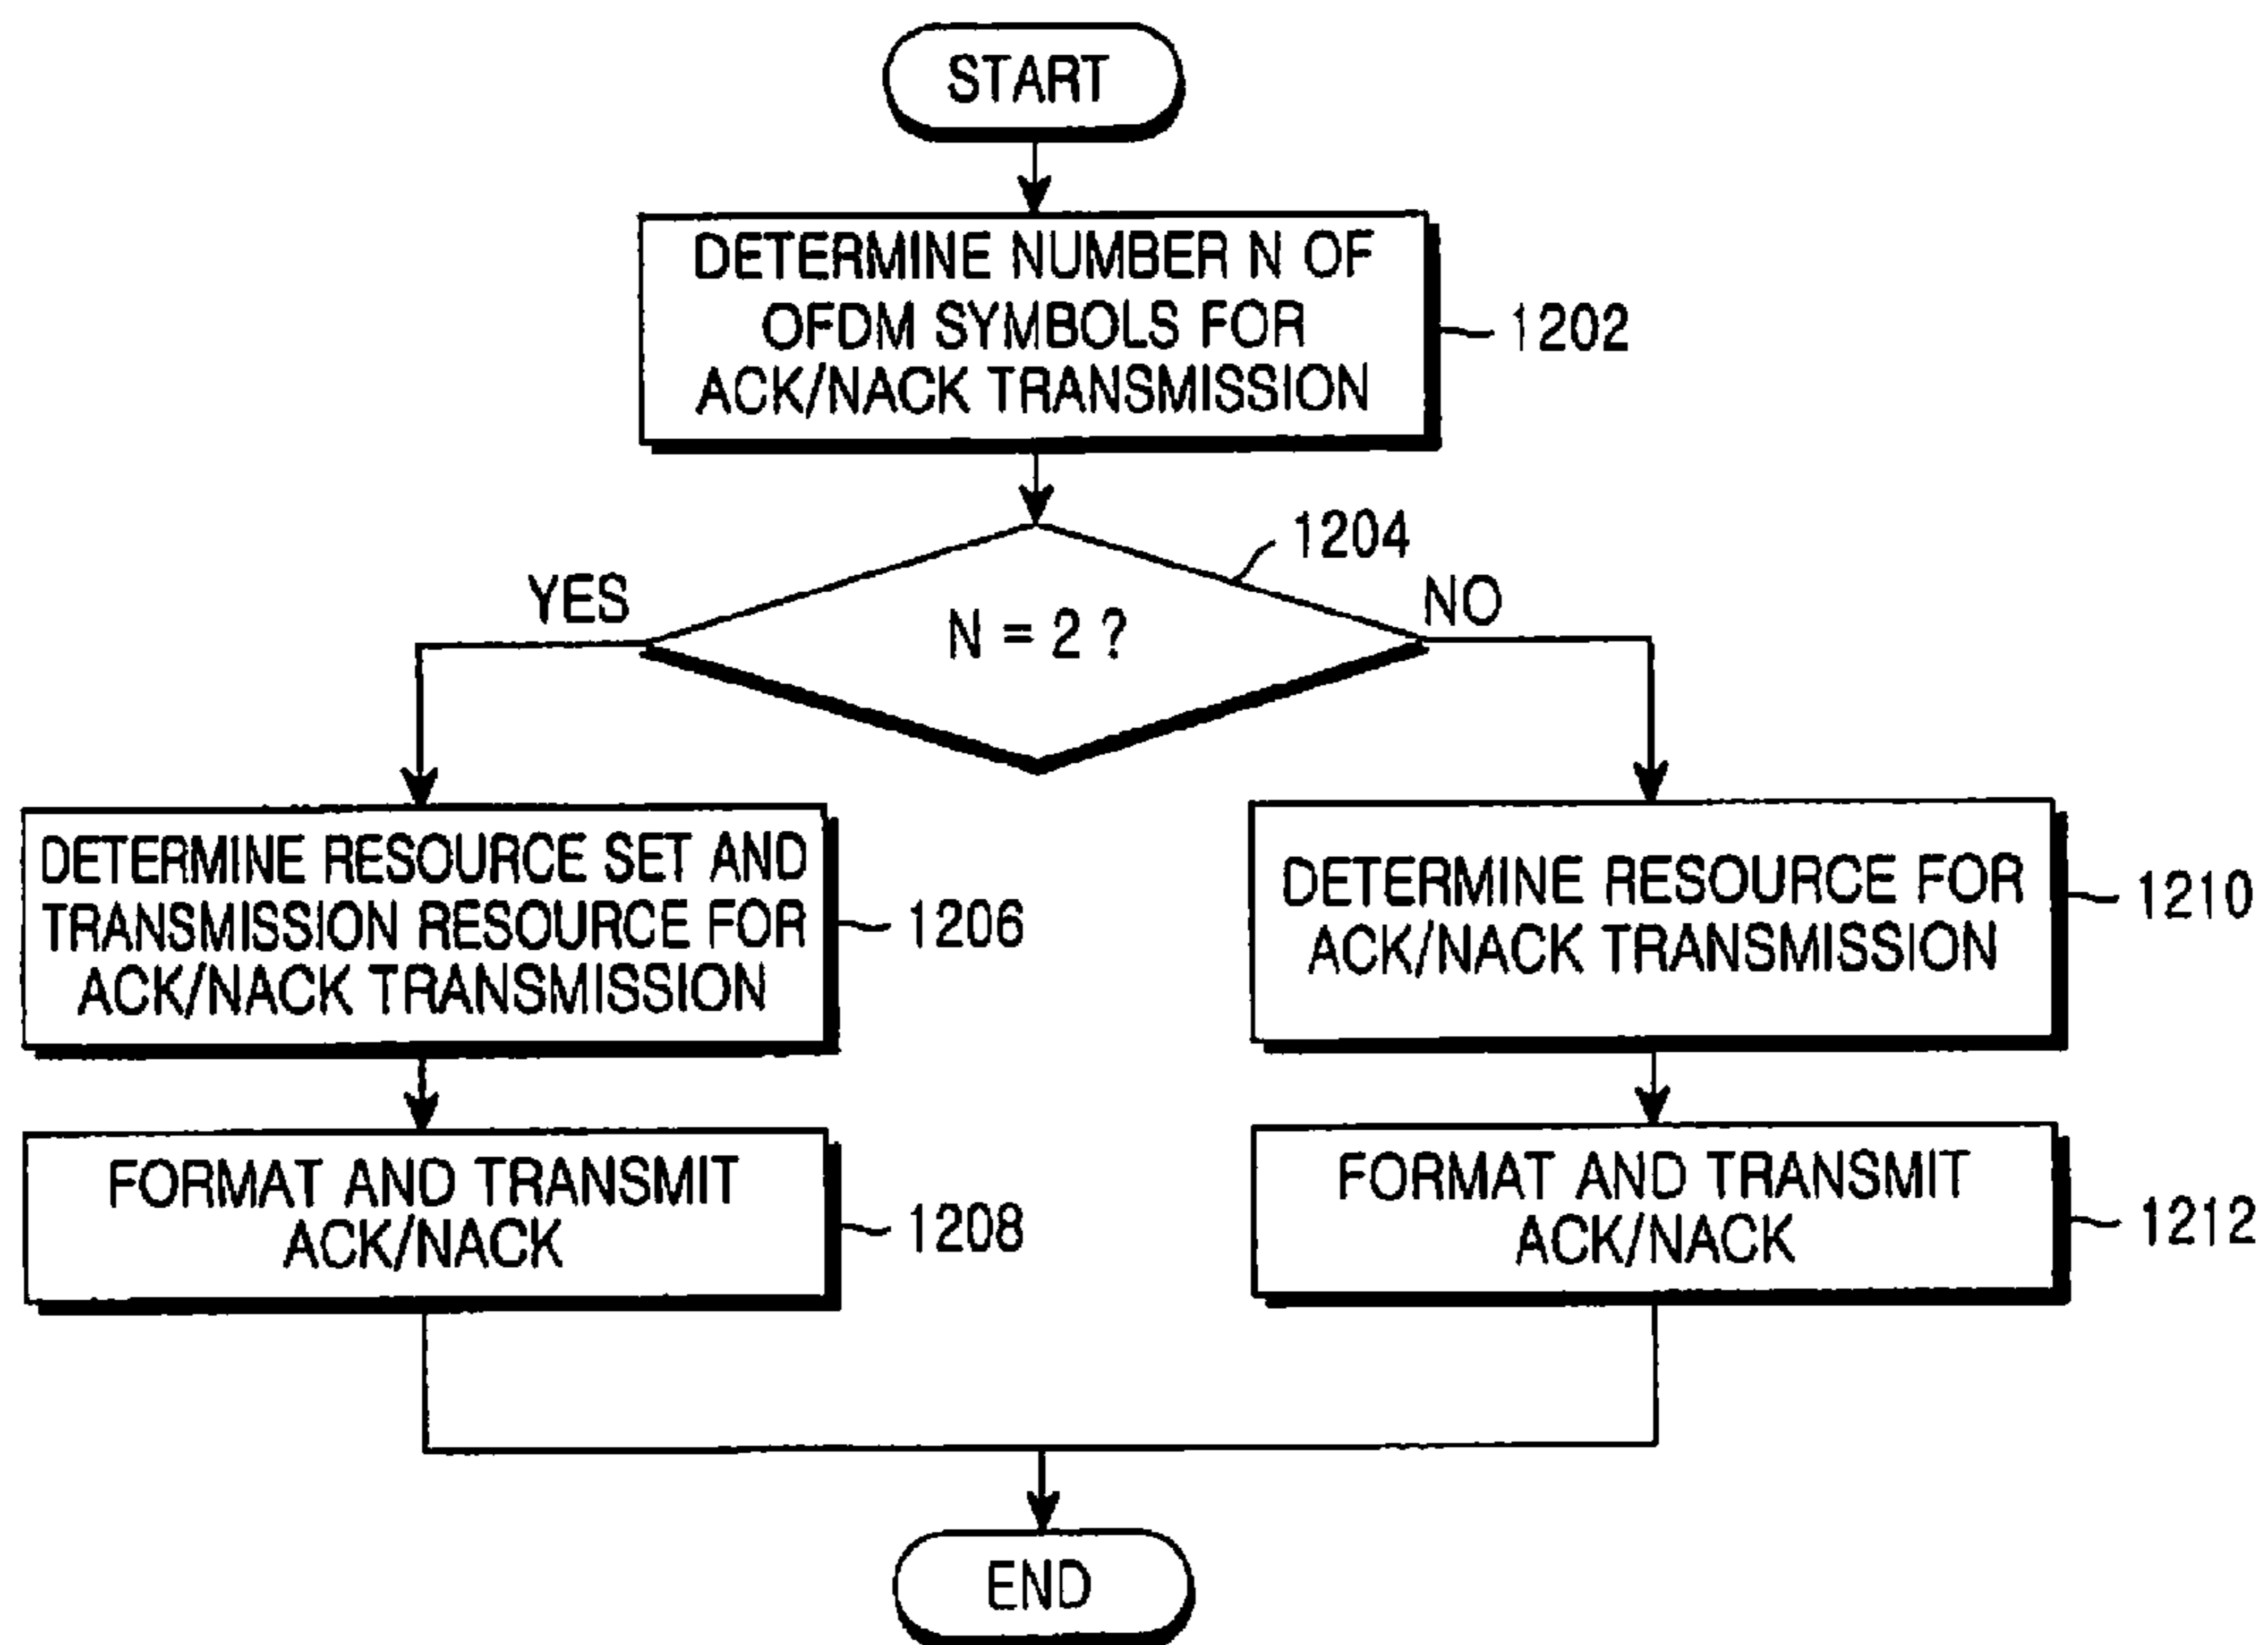 START
DETERMINE NUMBER N OF
OFDM SYMBOLS FOR
ACK/NACK TRANSMISSION
1202
1204
YES
N = 2 ?
NO
DETERMINE RESOURCE SET AND
TRANSMISSION RESOURCE FOR
ACK/NACK TRANSMISSION
1206
DETERMINE RESOURCE FOR
ACK/NACK TRANSMISSION
1210
FORMAT AND TRANSMIT
ACK/NACK
1208
FORMAT AND TRANSMIT
ACK/NACK
1212
END